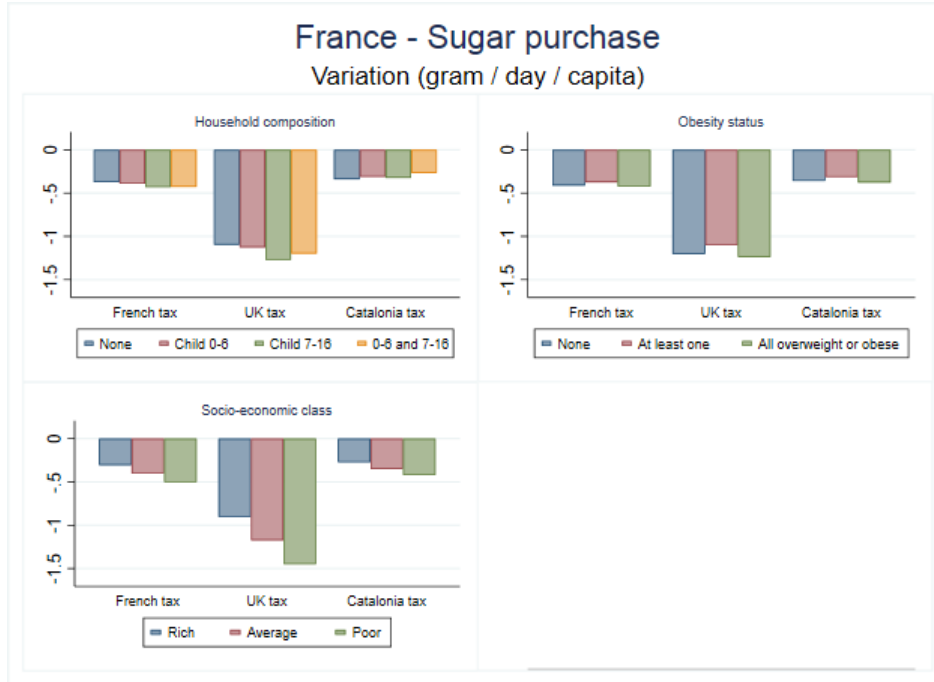 France - Sugar purchase
Variation (gram / day / capita)
Household composition
0
-.5
-1
-1.5
French tax UK tax Catalonia tax
None Child 0-6 Child 7-16 0-6 and 7-16
Obesity status
0
-.5
-1
-1.5
French tax UK tax Catalonia tax
None At least one All overweight or obese
Socio-economic class
0
-.5
-1
-1.5
French tax UK tax Catalonia tax
Rich Average Poor